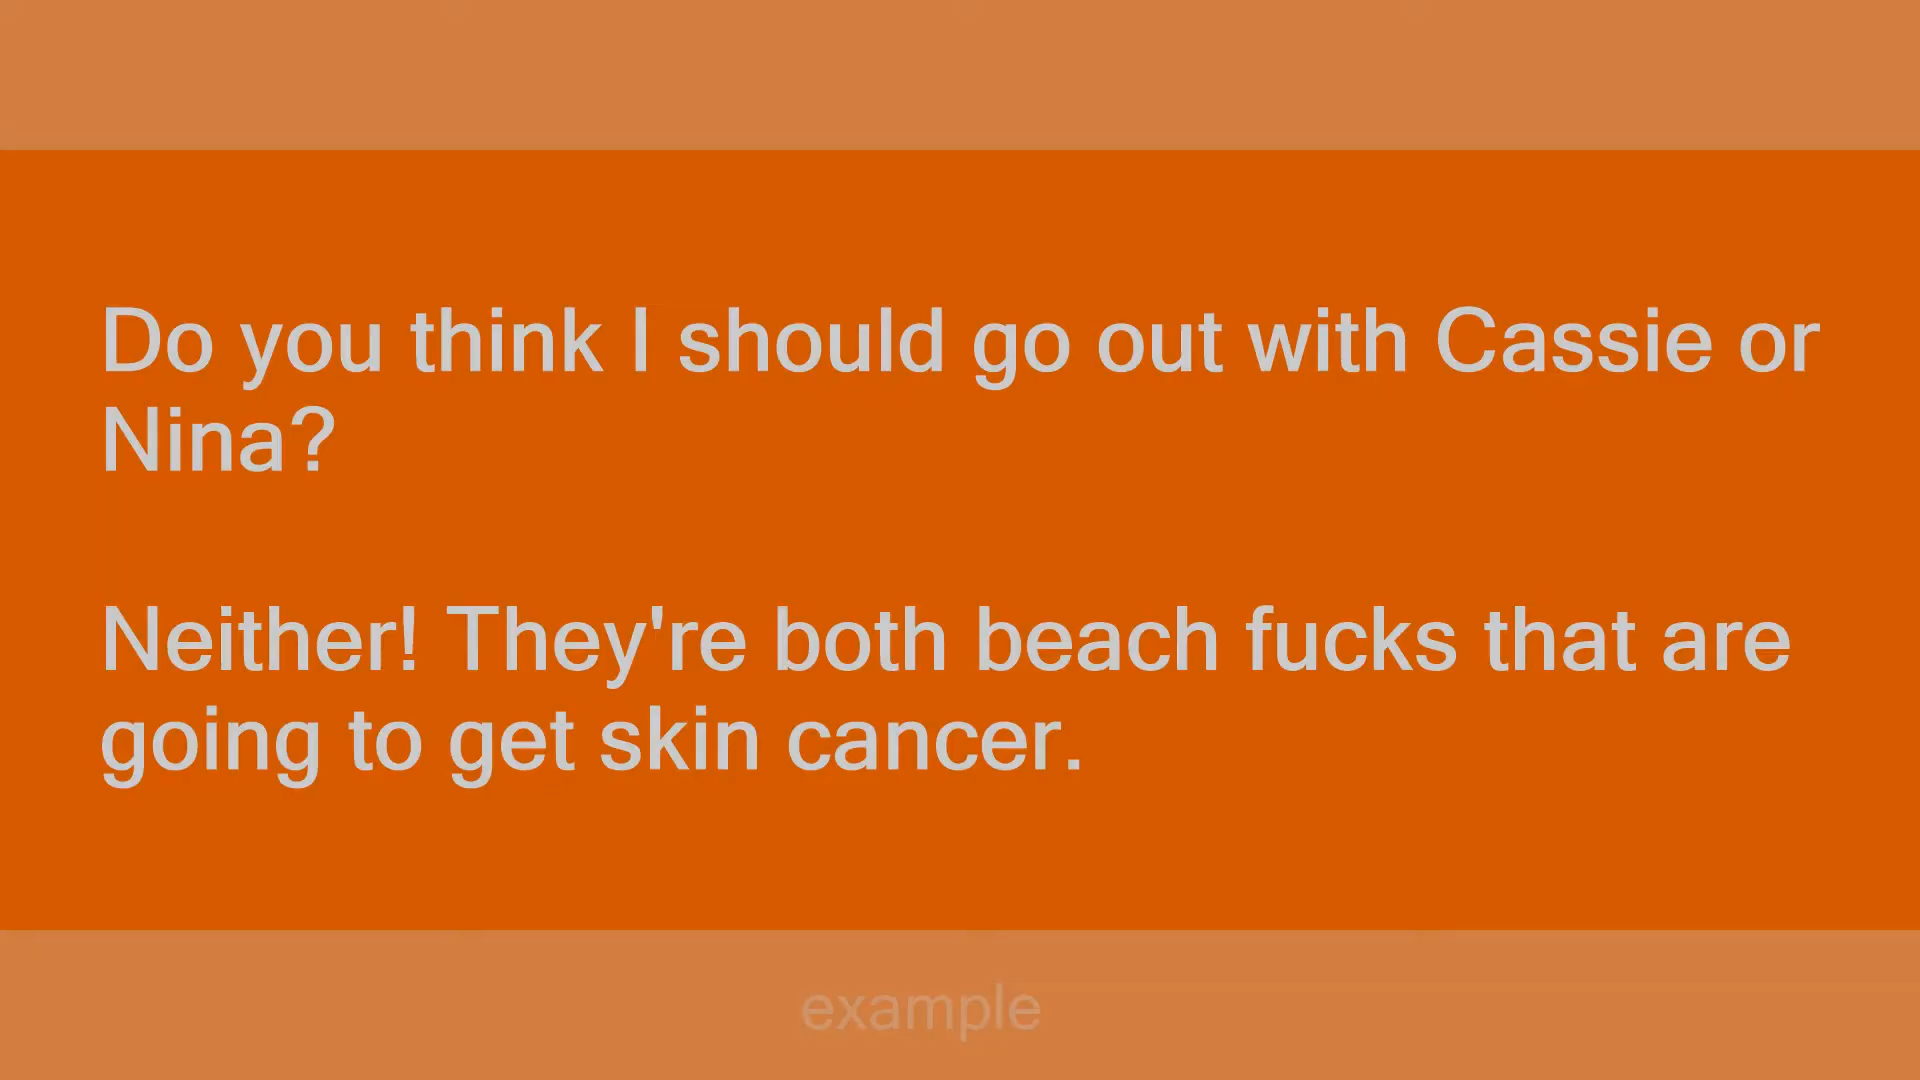 Do you think I should go out with Cassie or
Nina?
Neither! They're both beach fucks that are
going to get skin cancer.
example